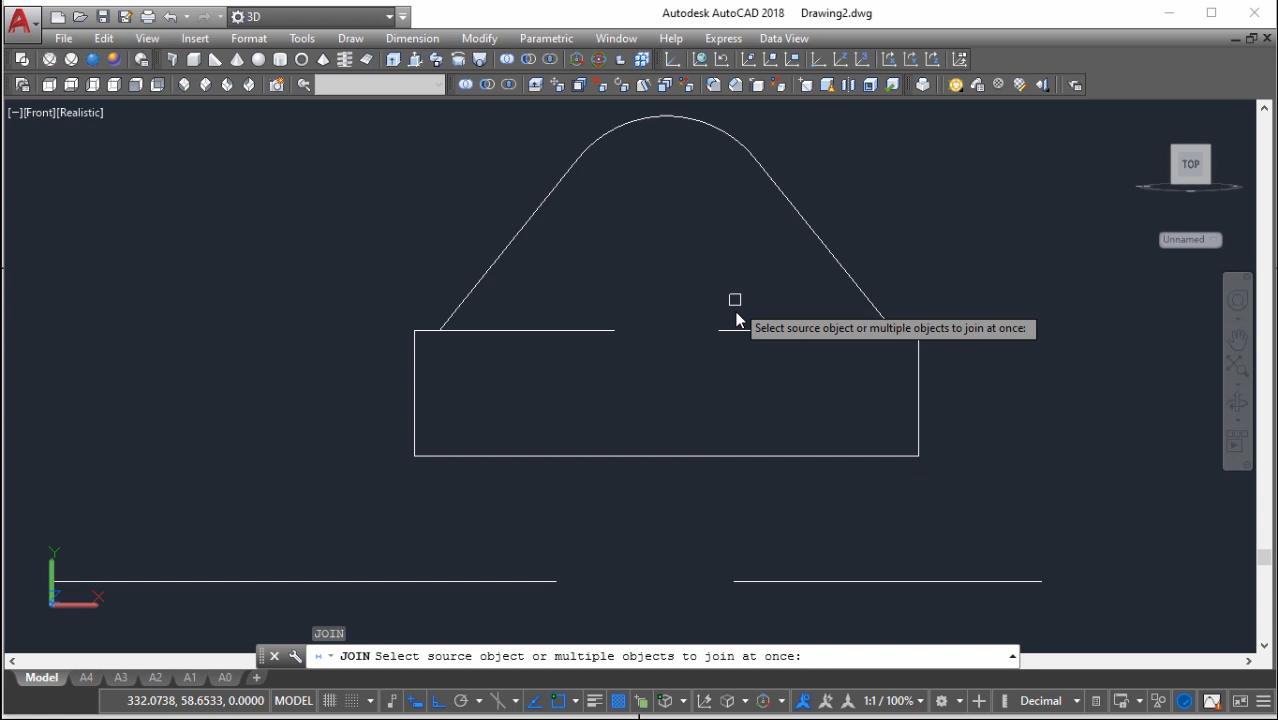 3D
Autodesk AutoCAD 2018 Drawing2.dwg
File Edit View Insert Format Tools Draw Dimension Modify Parametric Window Help Express Data View
[−][Front][Realistic]
TOP
Unnamed
Select source object or multiple objects to join at once:
Y
X
Z
JOIN
JOIN Select source object or multiple objects to join at once:
Model A4 A3 A2 A1 A0 +
332.0738, 58.6533, 0.0000 MODEL 1:1 / 100% Decimal